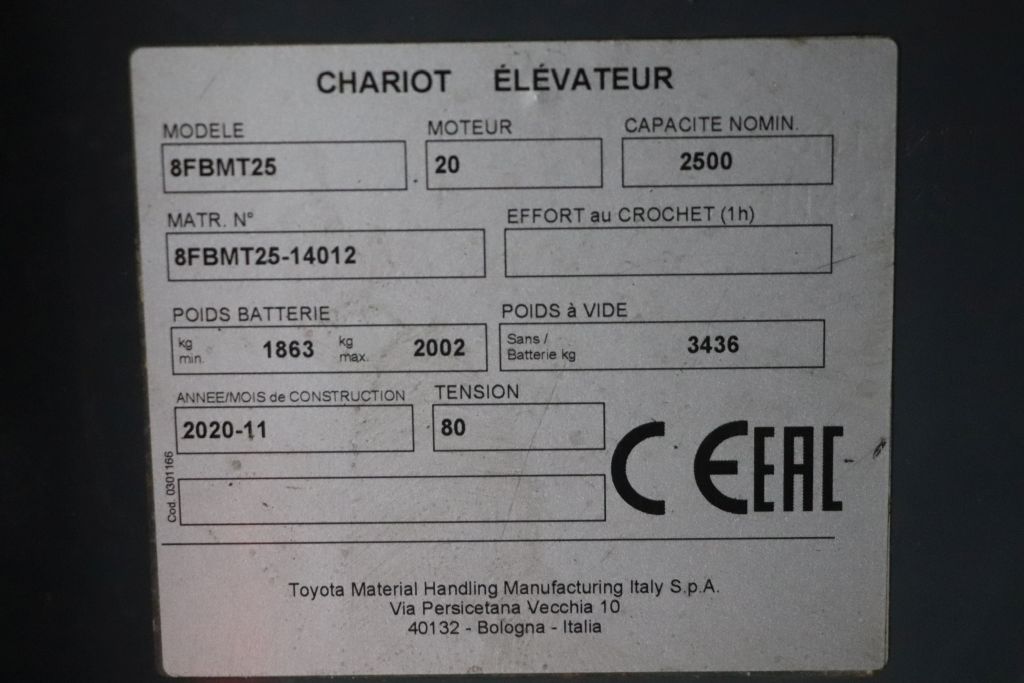 CHARIOT ÉLÉVATEUR
MODELE MOTEUR CAPACITE NOMIN.
8FBMT25 20 2500
MATR. N° EFFORT au CROCHET (1h)
8FBMT25-14012
POIDS BATTERIE POIDS à VIDE
kg min. 1863 kg max. 2002 Sans / Batterie kg 3436
ANNEE/MOIS de CONSTRUCTION TENSION
2020-11 80
Cod. 0301166
CE EAC
Toyota Material Handling Manufacturing Italy S.p.A.
Via Persicetana Vecchia 10
40132 - Bologna - Italia